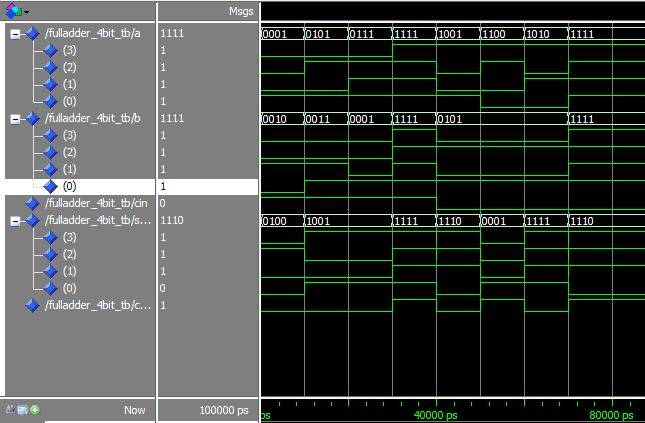 Msgs
/fulladder_4bit_tb/a 1111 0001 0101 0111 1111 1001 1100 1010 1111
(3) 1
(2) 1
(1) 1
(0) 1
/fulladder_4bit_tb/b 1111 0010 0011 0001 1111 0101 1111
(3) 1
(2) 1
(1) 1
(0) 1
/fulladder_4bit_tb/cin 0
/fulladder_4bit_tb/s... 1110 0100 1001 1111 1110 0001 1111 1110
(3) 1
(2) 1
(1) 1
(0) 0
/fulladder_4bit_tb/c... 1
Now 100000 ps ps 40000 ps 80000 ps